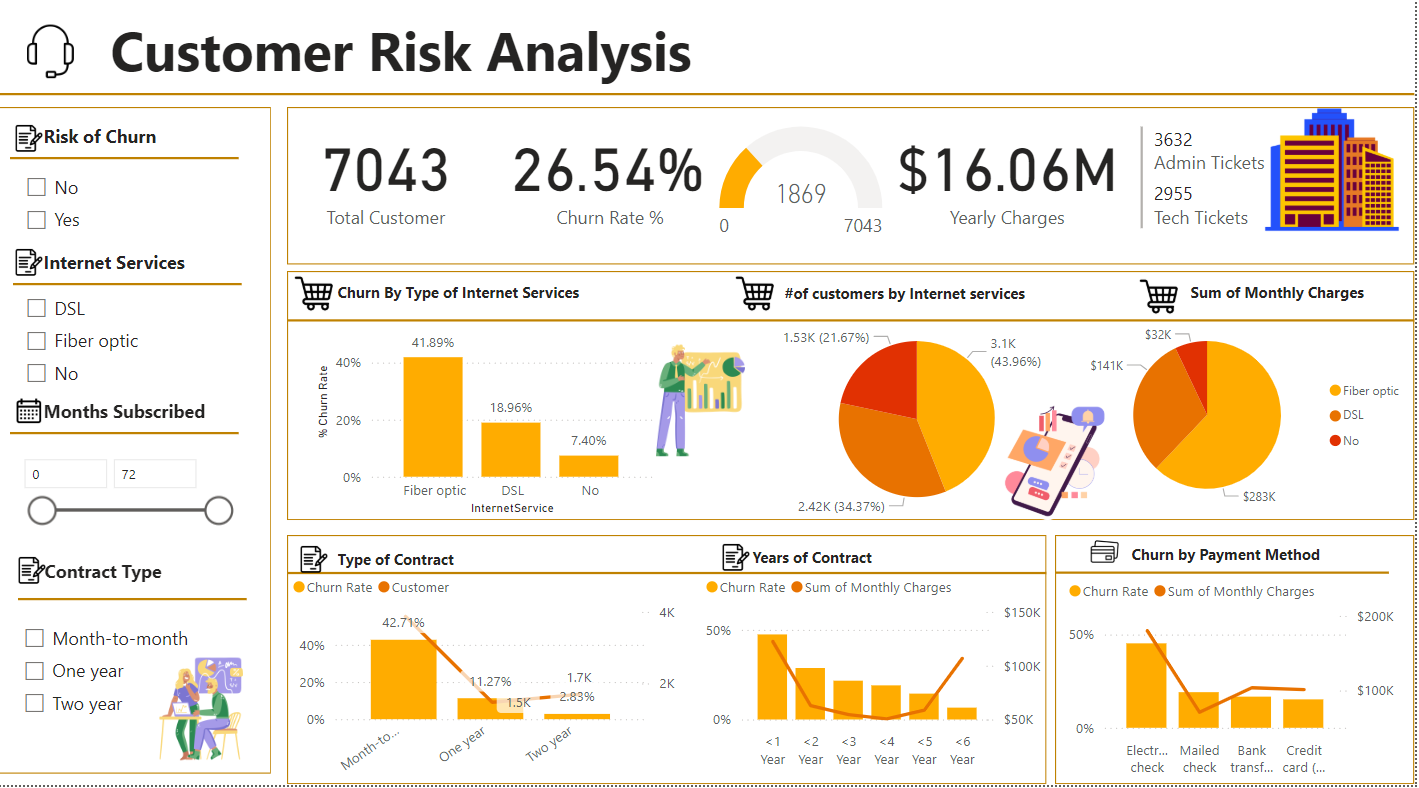 Customer Risk Analysis
Risk of Churn
No
Yes
Internet Services
DSL
Fiber optic
No
Months Subscribed
0
72
Contract Type
Month-to-month
One year
Two year
7043
Total Customer
26.54%
Churn Rate %
1869
0
7043
$16.06M
Yearly Charges
3632
Admin Tickets
2955
Tech Tickets
Churn By Type of Internet Services
% Churn Rate
40%
20%
0%
41.89%
18.96%
7.40%
Fiber optic
DSL
No
InternetService
#of customers by Internet services
1.53K (21.67%)
3.1K
(43.96%)
2.42K (34.37%)
Sum of Monthly Charges
$32K
$141K
$283K
Fiber optic
DSL
No
Type of Contract
Churn Rate
Customer
40%
20%
0%
42.71%
11.27%
1.5K
1.7K
2.83%
4K
2K
Month-to...
One year
Two year
Years of Contract
Churn Rate
Sum of Monthly Charges
50%
0%
$150K
$100K
$50K
<1
Year
<2
Year
<3
Year
<4
Year
<5
Year
<6
Year
Churn by Payment Method
Churn Rate
Sum of Monthly Charges
50%
0%
$200K
$100K
Electr...
check
Mailed
check
Bank
transf...
Credit
card (...